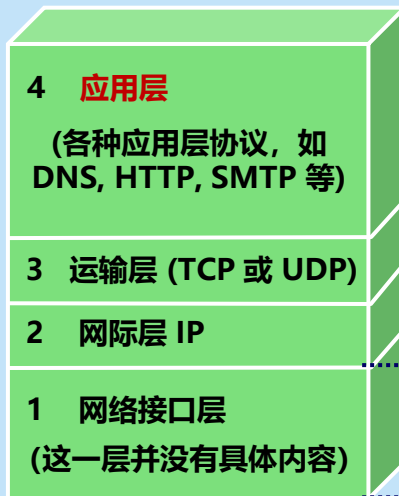 4 应用层
(各种应用层协议，如
DNS, HTTP, SMTP 等)
3 运输层 (TCP 或 UDP)
2 网际层 IP
1 网络接口层
(这一层并没有具体内容)